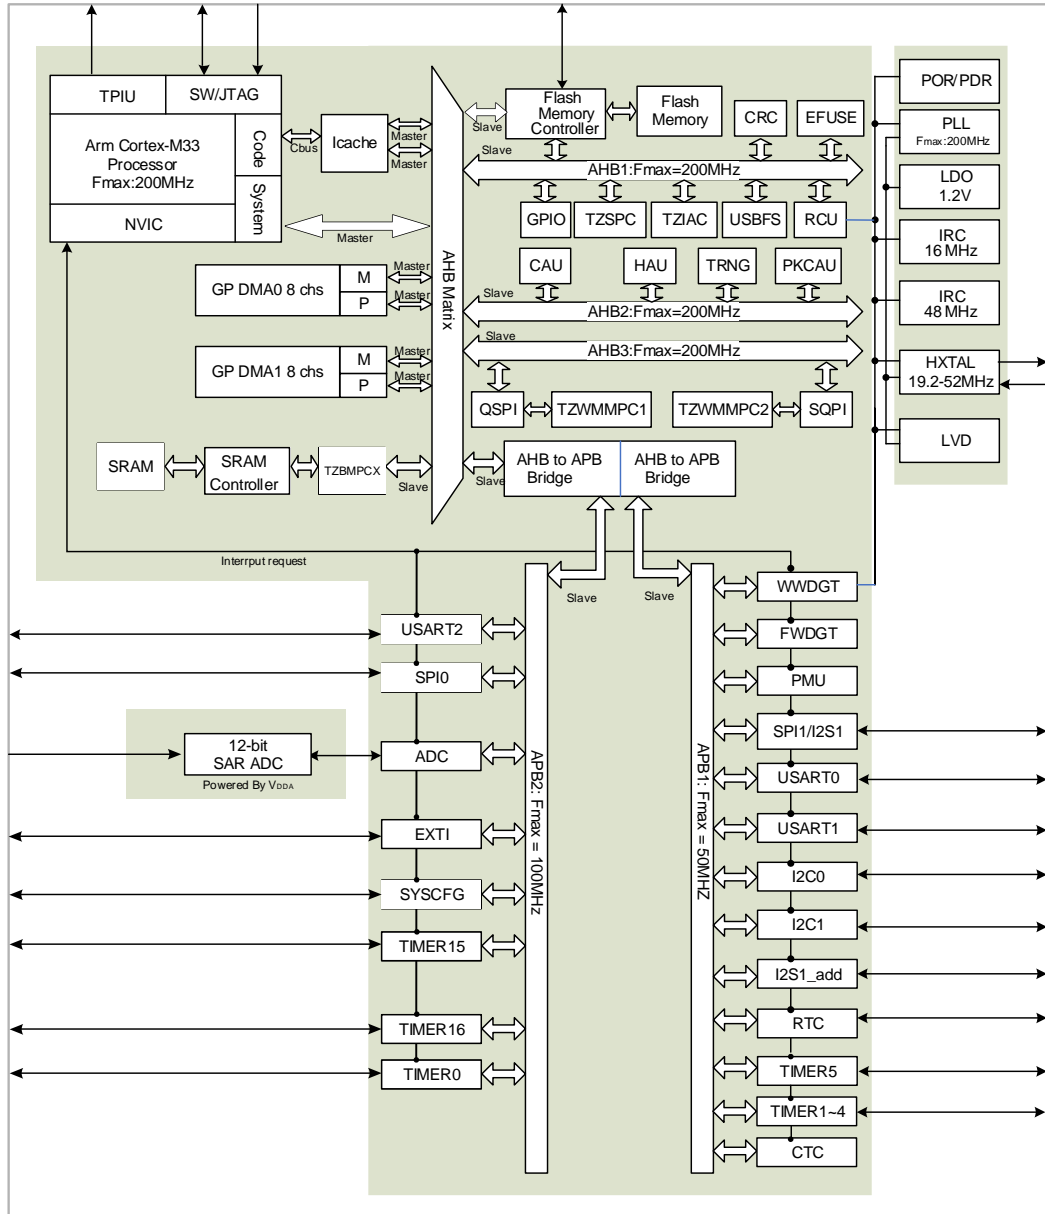 TPIU
SW/JTAG
Arm Cortex-M33
Processor
Fmax:200MHz
NVIC
Code
System
Cbus
Icache
Master
Master
Master
GP DMA0 8 chs
M
P
Master
Master
GP DMA1 8 chs
M
P
Master
Master
SRAM
SRAM
Controller
TZBMPCX
Slave
AHB Matrix
Slave
Flash
Memory
Controller
Flash
Memory
CRC
EFUSE
Slave
AHB1:Fmax=200MHz
GPIO
TZSPC
TZIAC
USBFS
RCU
CAU
HAU
TRNG
PKCAU
Slave
AHB2:Fmax=200MHz
Slave
AHB3:Fmax=200MHz
QSPI
TZWMMPC1
TZWMMPC2
SQPI
Slave
AHB to APB
Bridge
AHB to APB
Bridge
POR/PDR
PLL
Fmax:200MHz
LDO
1.2V
IRC
16 MHz
IRC
48 MHz
HXTAL
19.2-52MHz
LVD
Interrput request
Slave
Slave
USART2
SPI0
12-bit
SAR ADC
Powered By VDDA
ADC
EXTI
SYSCFG
TIMER15
TIMER16
TIMER0
APB2: Fmax = 100MHz
APB1: Fmax = 50MHZ
WWDGT
FWDGT
PMU
SPI1/I2S1
USART0
USART1
I2C0
I2C1
I2S1_add
RTC
TIMER5
TIMER1~4
CTC